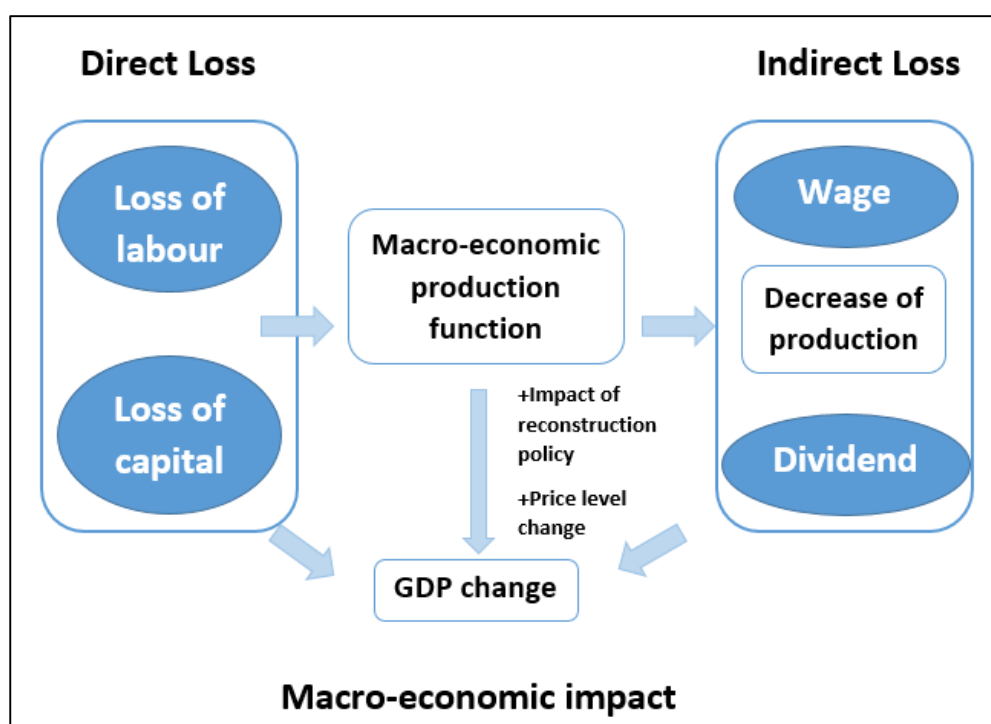 Direct Loss
Indirect Loss
Loss of
labour
Loss of
capital
Macro-economic
production
function
Wage
Decrease of
production
Dividend
+Impact of
reconstruction
policy
+Price level
change
GDP change
Macro-economic impact